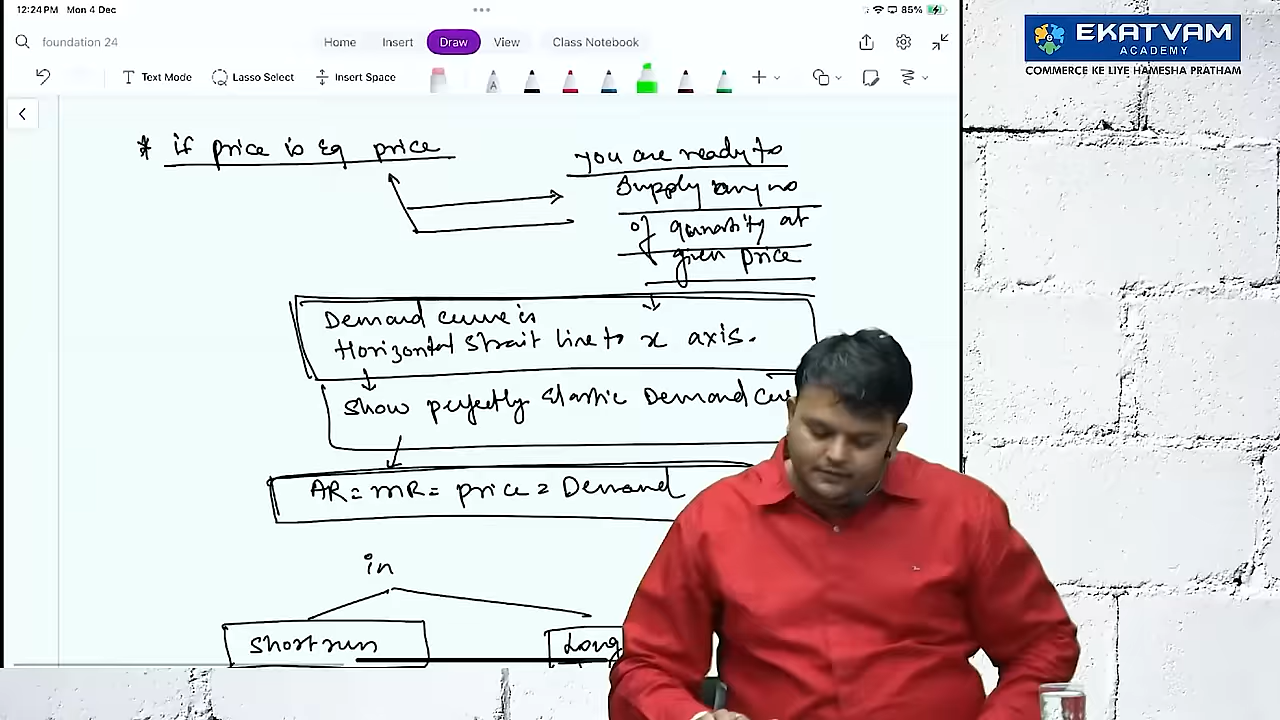 12:24 PM Mon 4 Dec
85%
foundation 24
Home Insert Draw View Class Notebook
Text Mode Lasso Select Insert Space
EKATVAM
ACADEMY
COMMERCE KE LIYE HAMESHA PRATHAM
* if price is Eq price
you are ready to
supply any no
of quantity at
given price
Demand curve is
Horizontal Strait line to x axis.
Show perfectly Elastic Demand Curve
AR = MR = price = Demand
in
Short run
Long